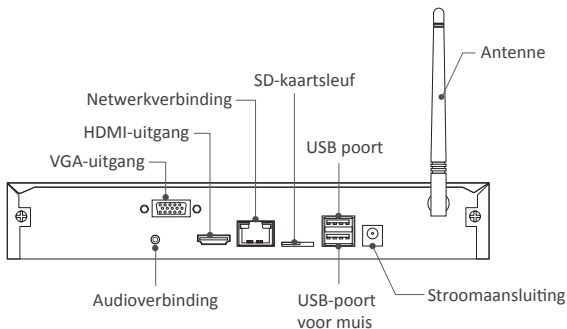 Antenne
SD-kaartsleuf
Netwerkverbinding
HDMI-uitgang
USB poort
VGA-uitgang
Audioverbinding
USB-poort
voor muis
Stroomaansluiting